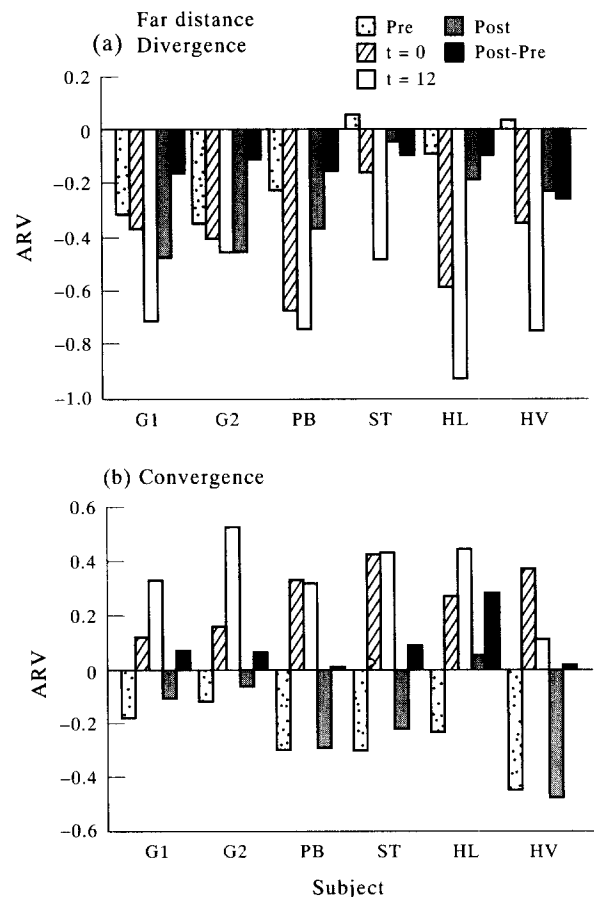 Far distance
(a) Divergence
Pre
Post
t = 0
Post-Pre
t = 12
0.2
0
−0.2
−0.4
−0.6
−0.8
−1.0
ARV
G1 G2 PB ST HL HV
(b) Convergence
0.6
0.4
0.2
0
−0.2
−0.4
−0.6
ARV
G1 G2 PB ST HL HV
Subject